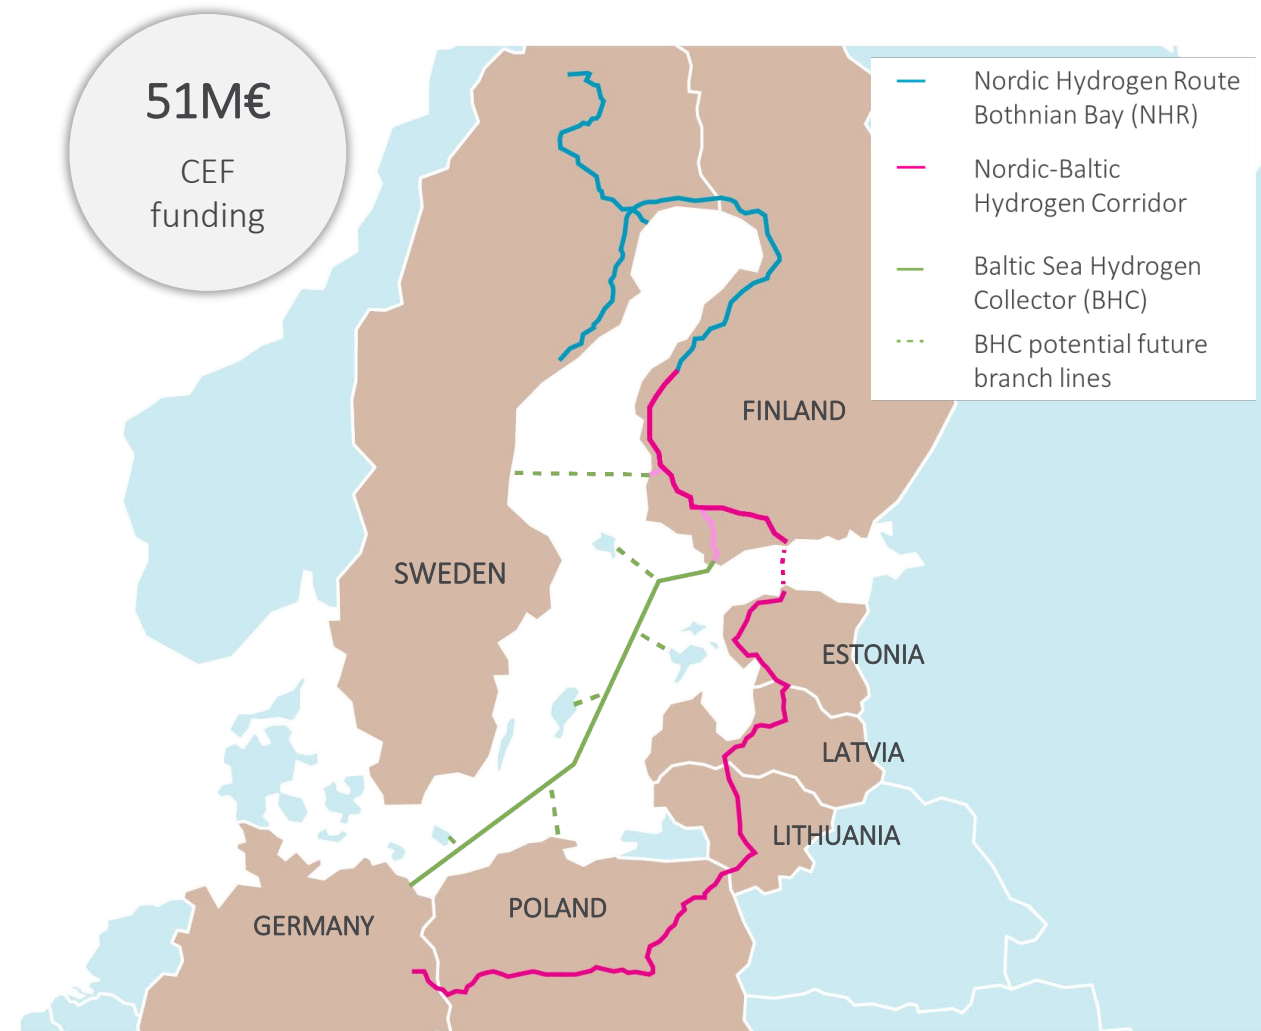 51M€
CEF
funding
Nordic Hydrogen Route
Bothnian Bay (NHR)
Nordic-Baltic
Hydrogen Corridor
Baltic Sea Hydrogen
Collector (BHC)
BHC potential future
branch lines
FINLAND
SWEDEN
ESTONIA
LATVIA
LITHUANIA
POLAND
GERMANY